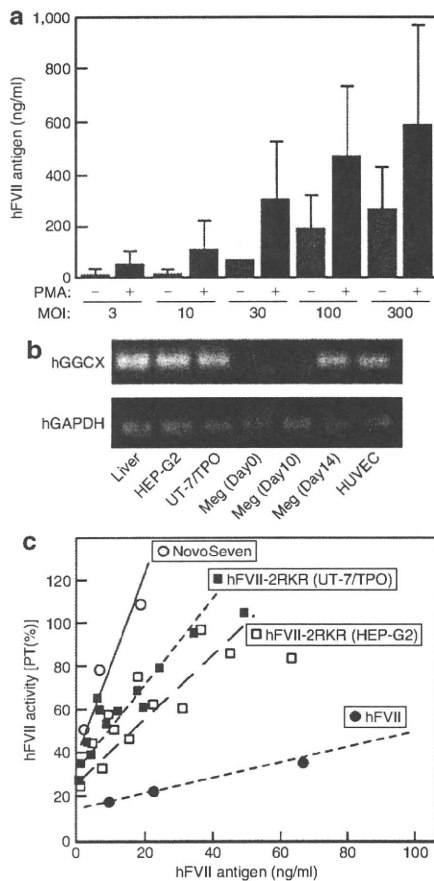 a
1,000
800
600
400
200
0
hFVII antigen (ng/ml)
PMA: − + − + − + − + − +
MOI: 3 10 30 100 300
b
hGGCX
hGAPDH
Liver
HEP-G2
UT-7/TPO
Meg (Day0)
Meg (Day10)
Meg (Day14)
HUVEC
c
NovoSeven
hFVII-2RKR (UT-7/TPO)
hFVII-2RKR (HEP-G2)
hFVII
120
100
80
60
40
20
0
hFVII activity [PT(%)]
0 20 40 60 80 100
hFVII antigen (ng/ml)